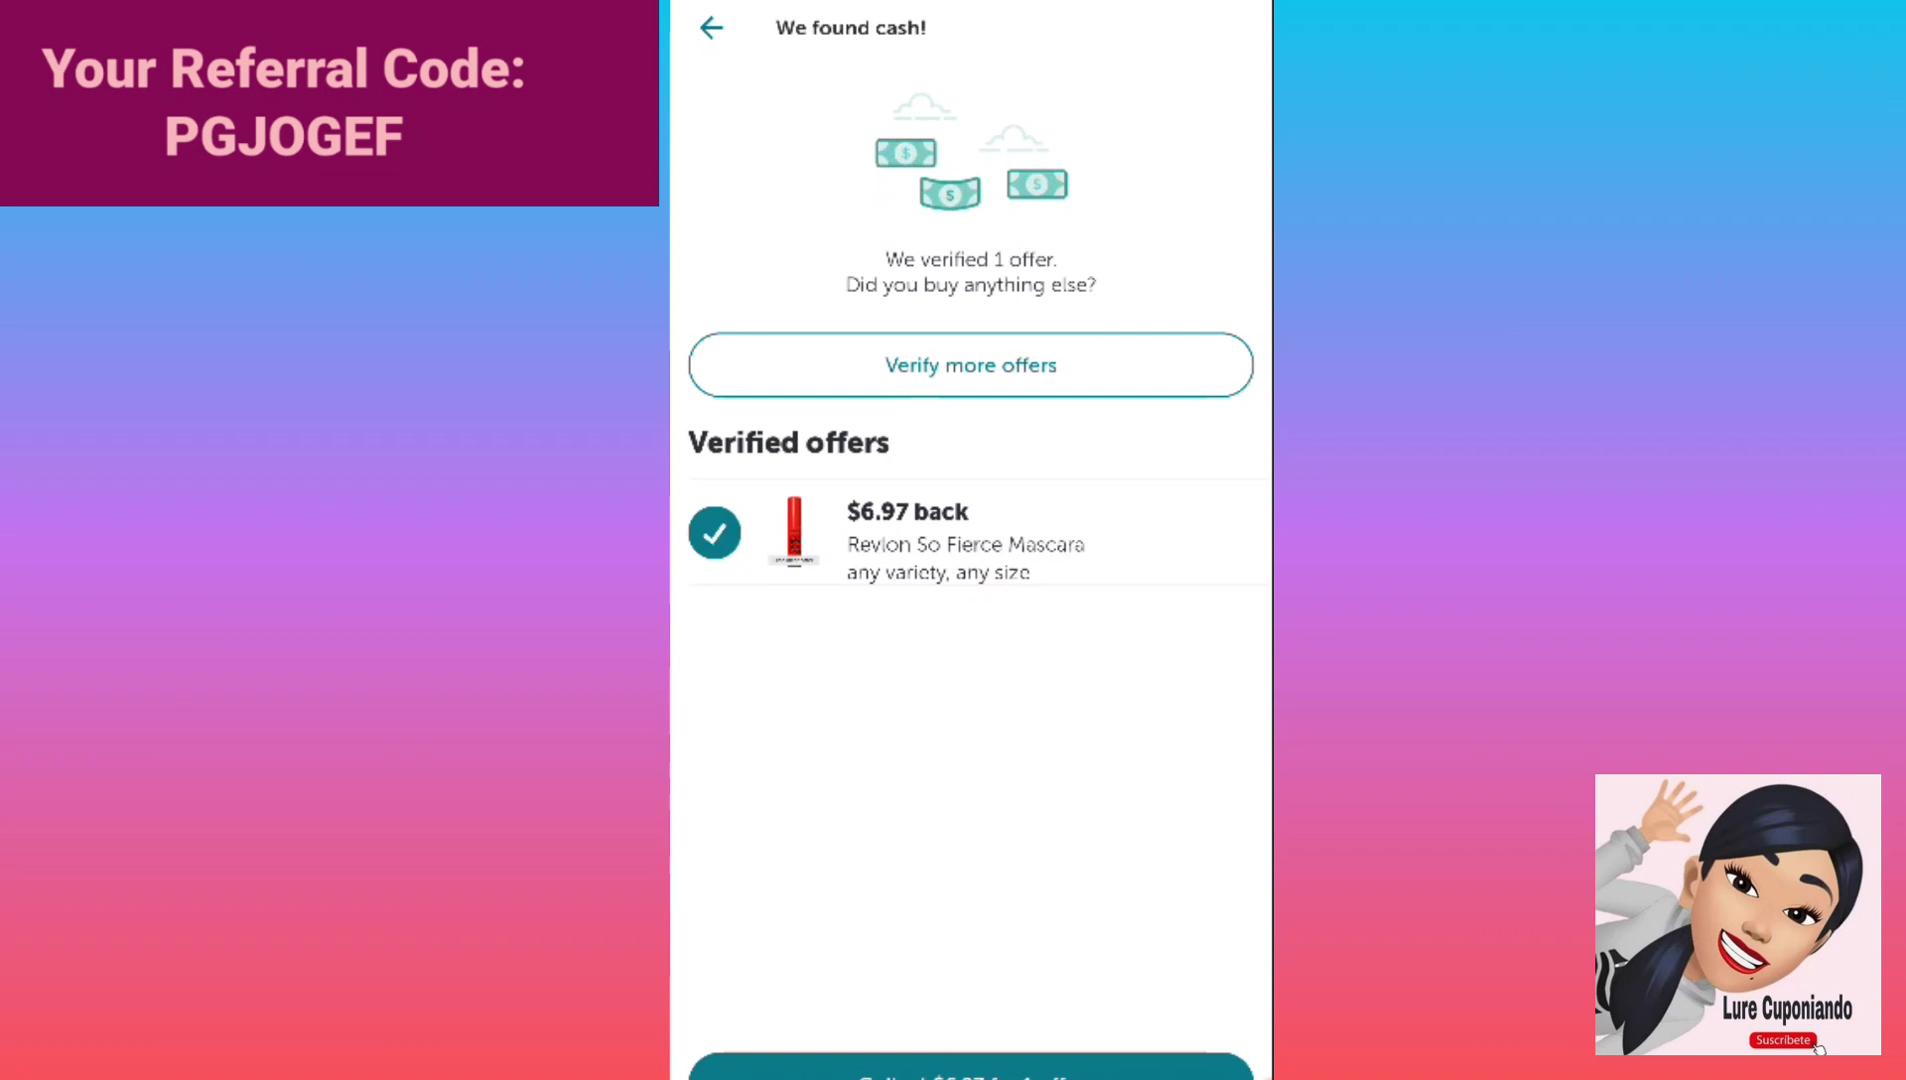 Your Referral Code:
PGJOGEF
We found cash!
We verified 1 offer.
Did you buy anything else?
Verify more offers
Verified offers
$6.97 back
Revlon So Fierce Mascara
any variety, any size
Lure Cuponiando
Suscribete